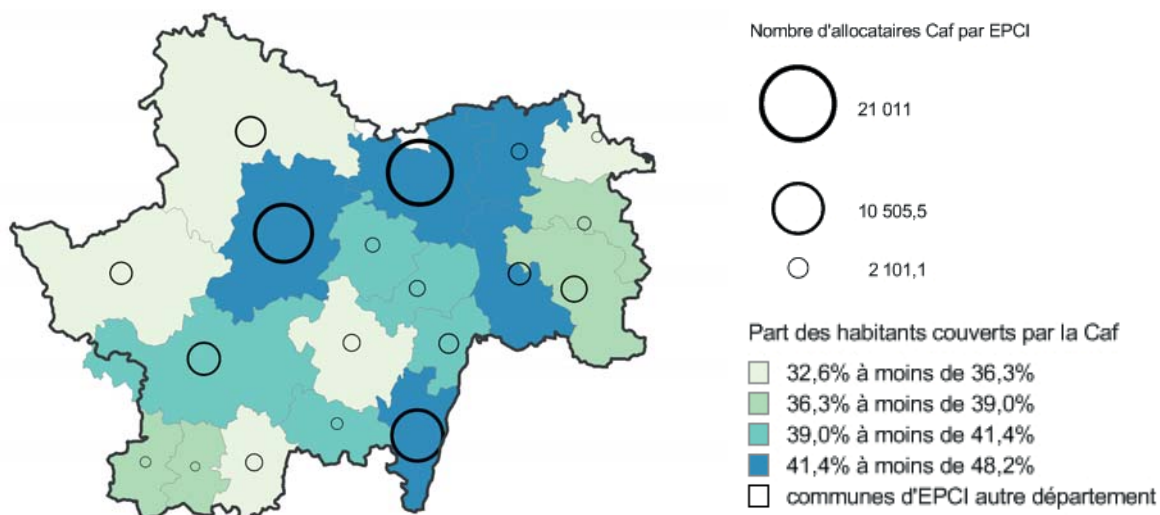 Nombre d'allocataires Caf par EPCI
21 011
10 505,5
2 101,1
Part des habitants couverts par la Caf
32,6% à moins de 36,3%
36,3% à moins de 39,0%
39,0% à moins de 41,4%
41,4% à moins de 48,2%
communes d'EPCI autre département